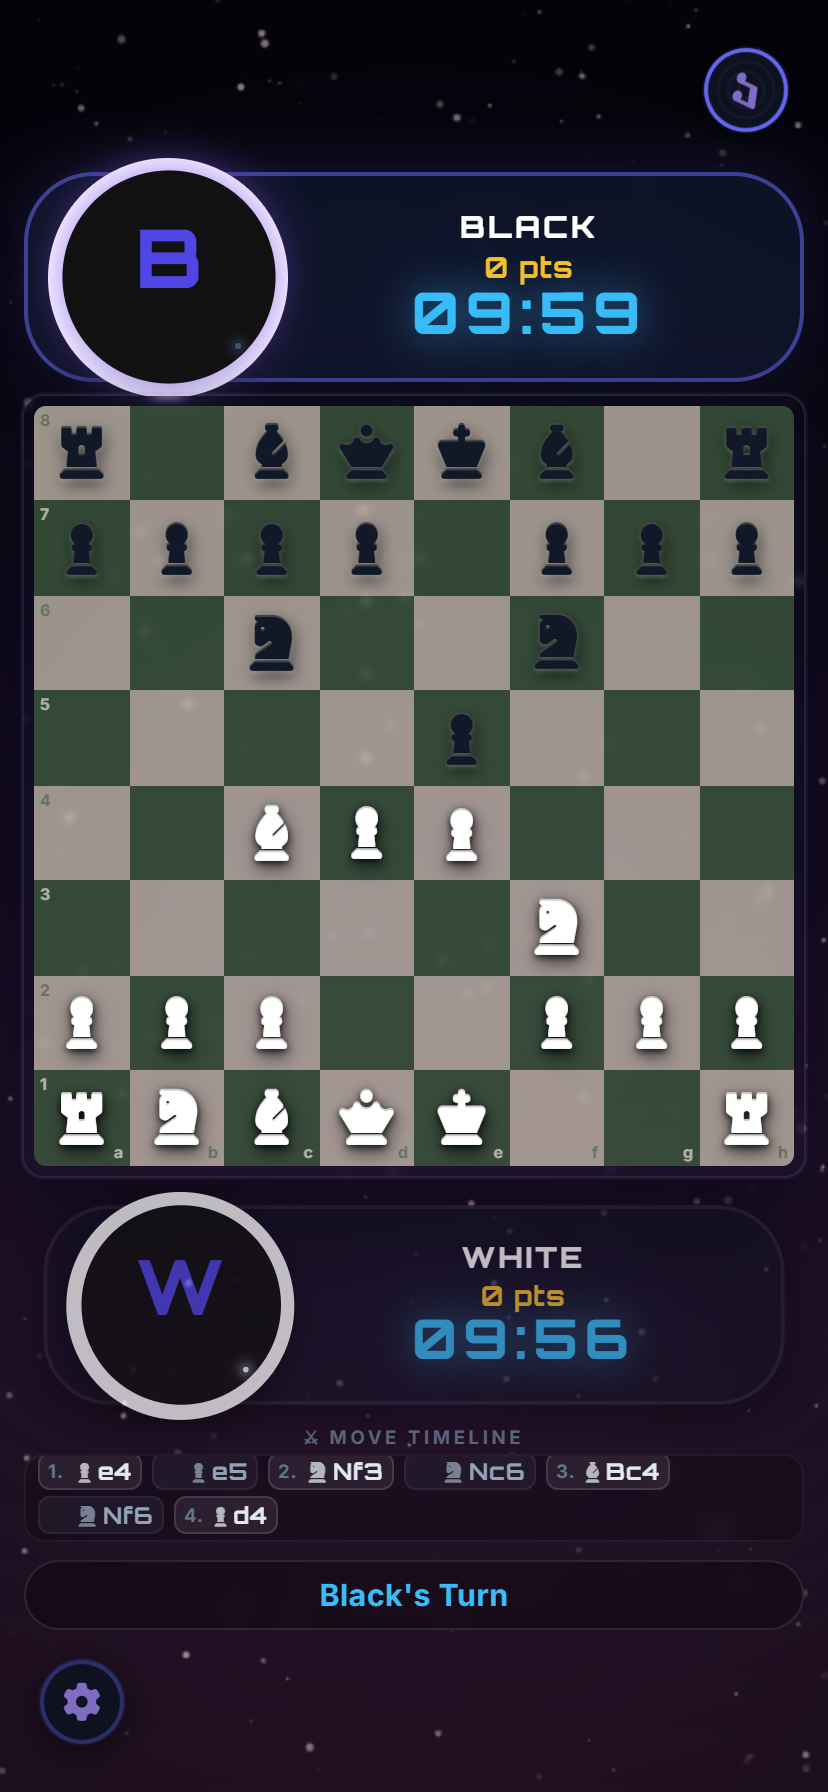 B
BLACK
0 pts
09:59
8
7
6
5
4
3
2
1
a b c d e f g h
W
WHITE
0 pts
09:56
⚔ MOVE TIMELINE
1. e4 e5 2. Nf3 Nc6 3. Bc4
Nf6 4. d4
Black's Turn